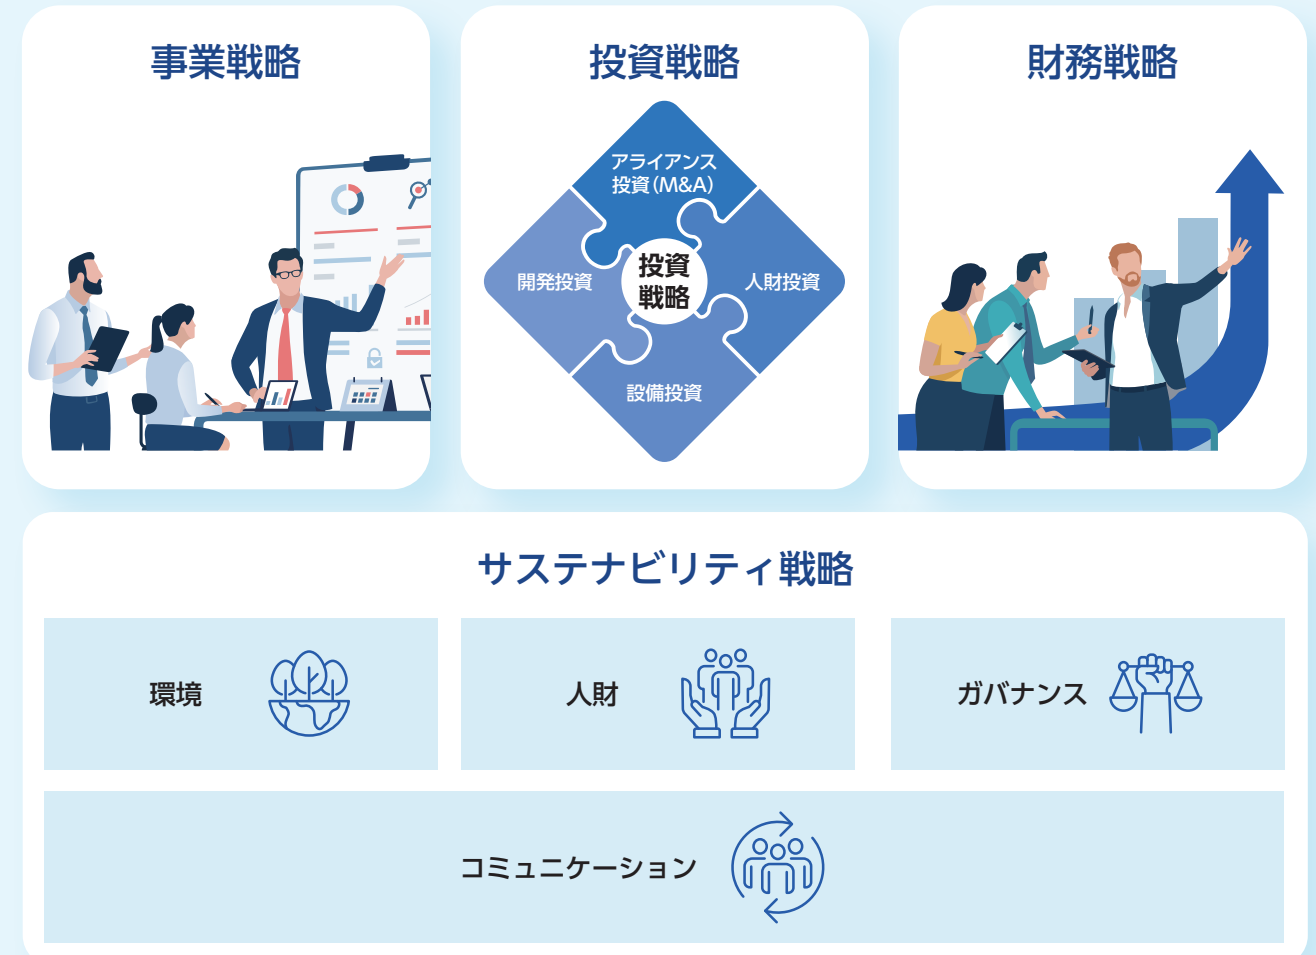 事業戦略
投資戦略
アライアンス
投資(M&A)
開発投資
投資
戦略
人財投資
設備投資
財務戦略
サステナビリティ戦略
環境
人財
ガバナンス
コミュニケーション